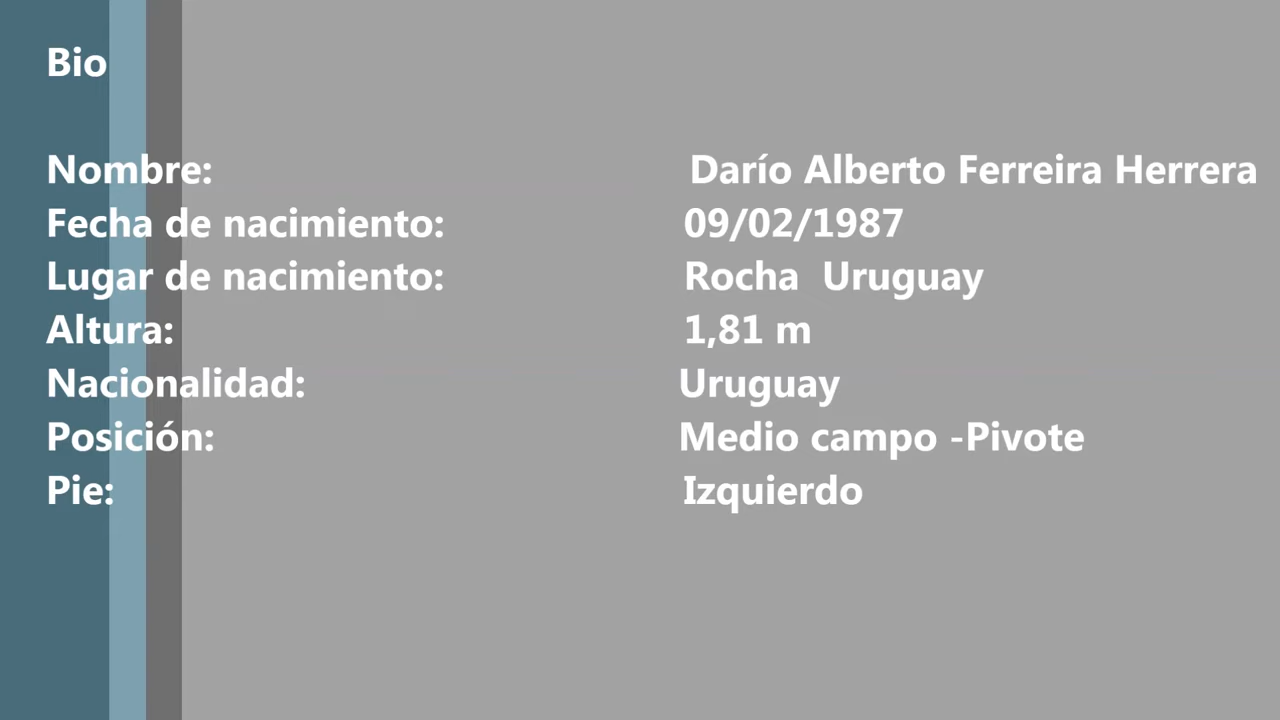 Bio
Nombre: Darío Alberto Ferreira Herrera
Fecha de nacimiento: 09/02/1987
Lugar de nacimiento: Rocha Uruguay
Altura: 1,81 m
Nacionalidad: Uruguay
Posición: Medio campo -Pivote
Pie: Izquierdo